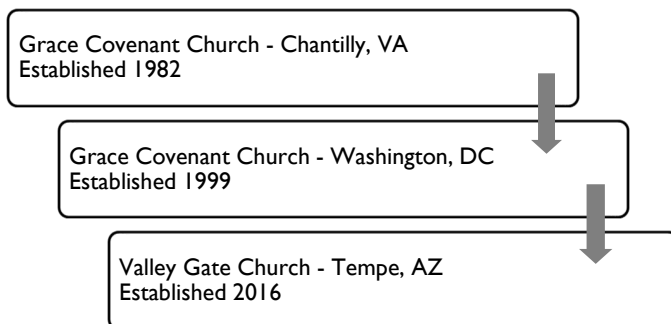 Grace Covenant Church - Chantilly, VA
Established 1982
Grace Covenant Church - Washington, DC
Established 1999
Valley Gate Church - Tempe, AZ
Established 2016